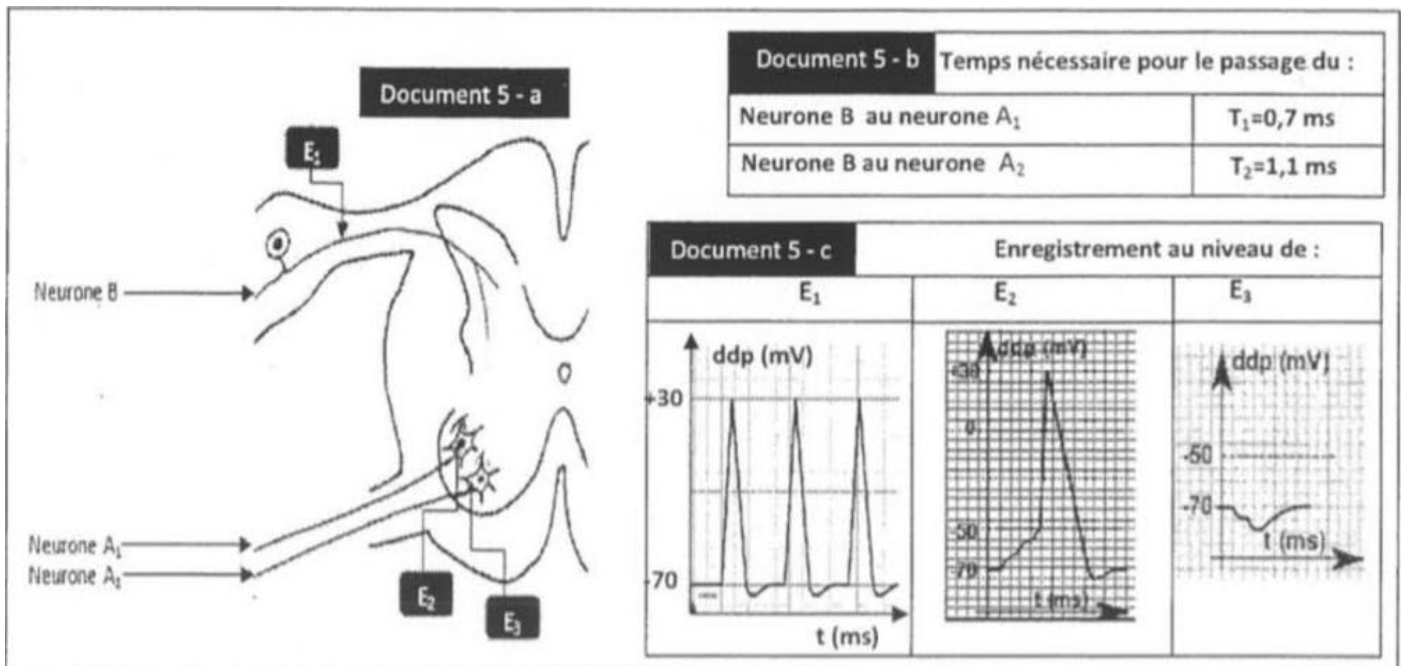 Document 5 - a
E₁
Neurone B
Neurone A₁
Neurone A₂
E₂
E₃
Document 5 - b Temps nécessaire pour le passage du :
Neurone B au neurone A₁ T₁=0,7 ms
Neurone B au neurone A₂ T₂=1,1 ms
Document 5 - c Enregistrement au niveau de :
E₁ E₂ E₃
ddp (mV)
+30
-70
t (ms)
ddp (mV)
+30
0
-50
-70
t (ms)
ddp (mV)
-50
-70
t (ms)